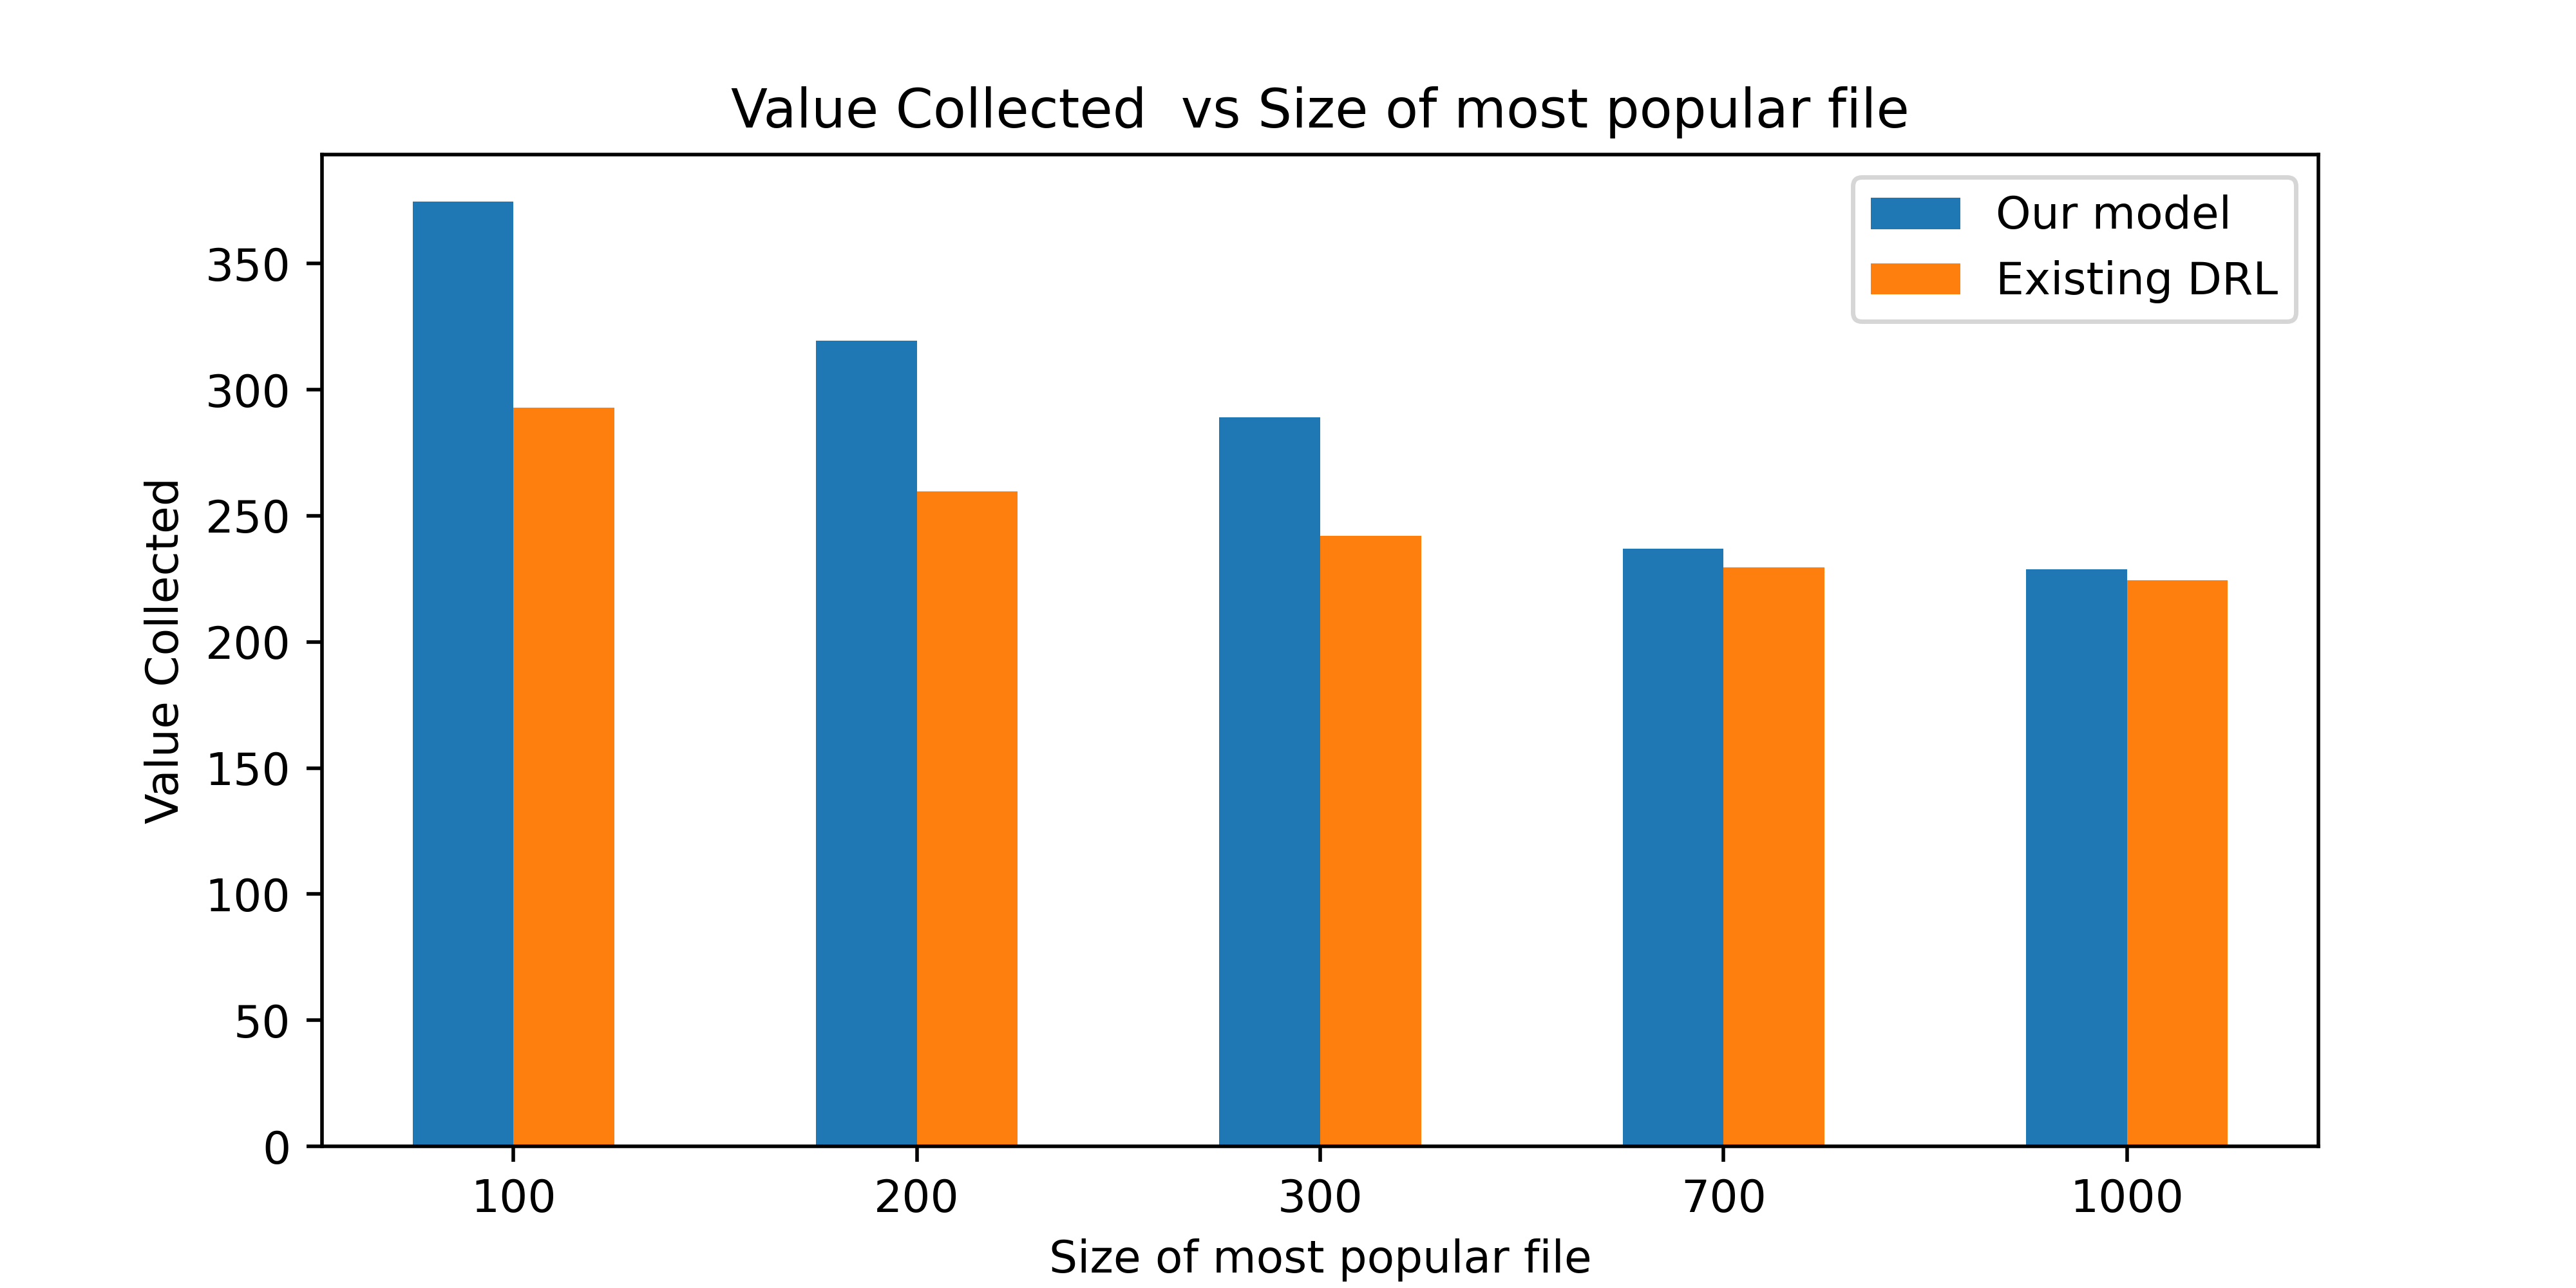 Value Collected  vs Size of most popular file
Our model
Existing DRL
Value Collected
350
300
250
200
150
100
50
0
100 200 300 700 1000
Size of most popular file